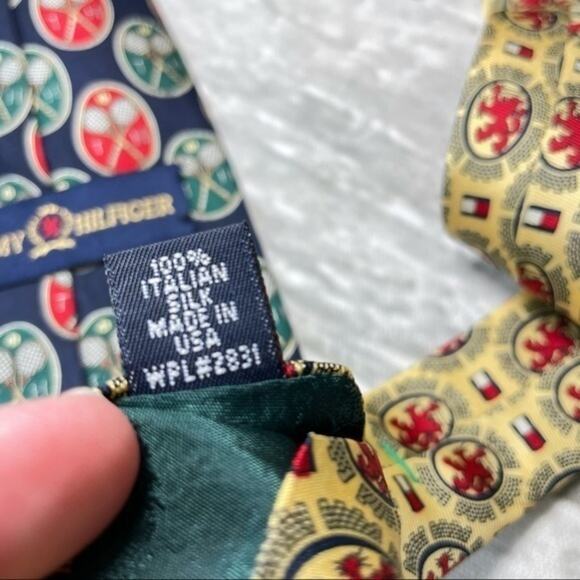 MY HILFIGER
100%
ITALIAN
SILK
MADE IN
USA
WPL#2831